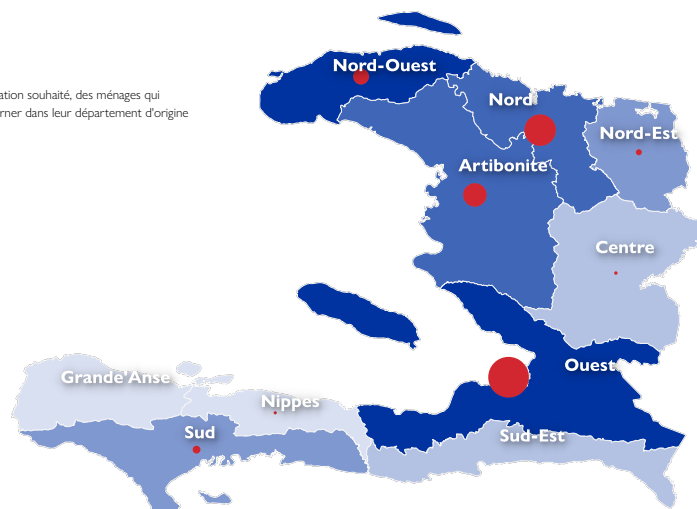 Nord-Ouest
ation souhaité, des ménages qui
Nord
rner dans leur département d'origine
Nord-Est
Artibonite
Centre
Ouest
Grande'Anse
Nippes
Sud
Sud-Est